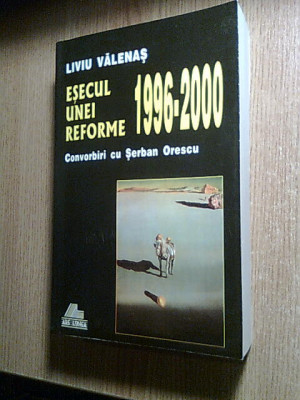 LIVIU VĂLENAȘ
EȘECUL
UNEI
REFORME
1996-2000
Convorbiri cu Șerban Orescu
ARS LONGA